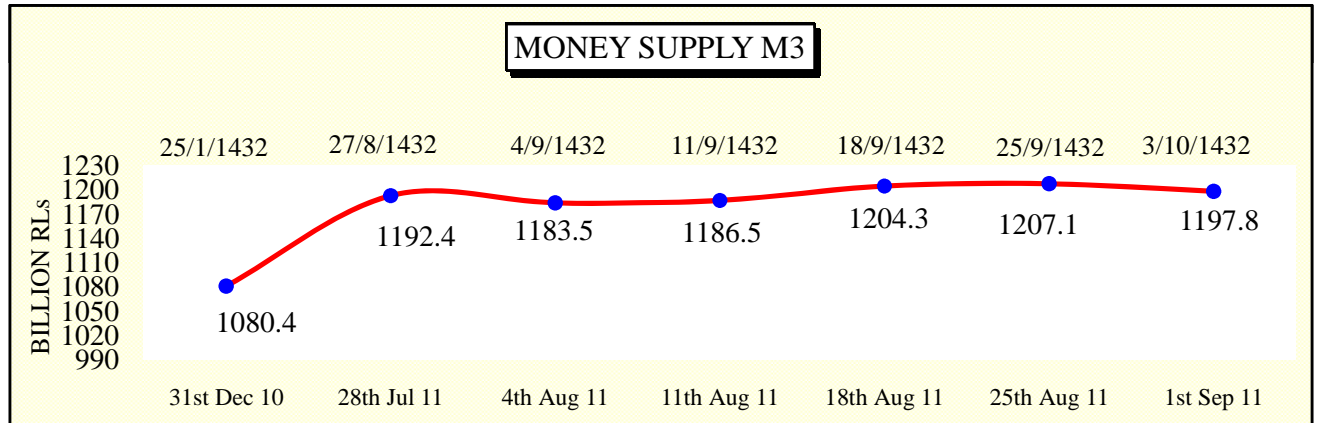 MONEY SUPPLY M3
25/1/1432 27/8/1432 4/9/1432 11/9/1432 18/9/1432 25/9/1432 3/10/1432
BILLION RLs
1230
1200
1170
1140
1110
1080
1050
1020
990
1080.4 1192.4 1183.5 1186.5 1204.3 1207.1 1197.8
31st Dec 10 28th Jul 11 4th Aug 11 11th Aug 11 18th Aug 11 25th Aug 11 1st Sep 11